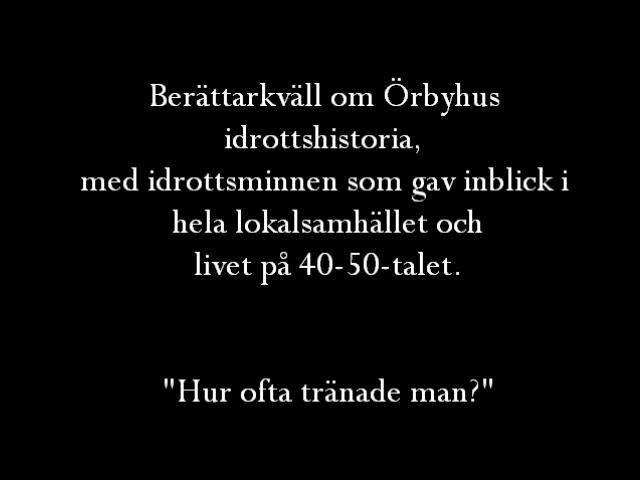 Berättarkväll om Örbyhus
idrottshistoria,
med idrottsminnen som gav inblick i
hela lokalsamhället och
livet på 40-50-talet.
"Hur ofta tränade man?"